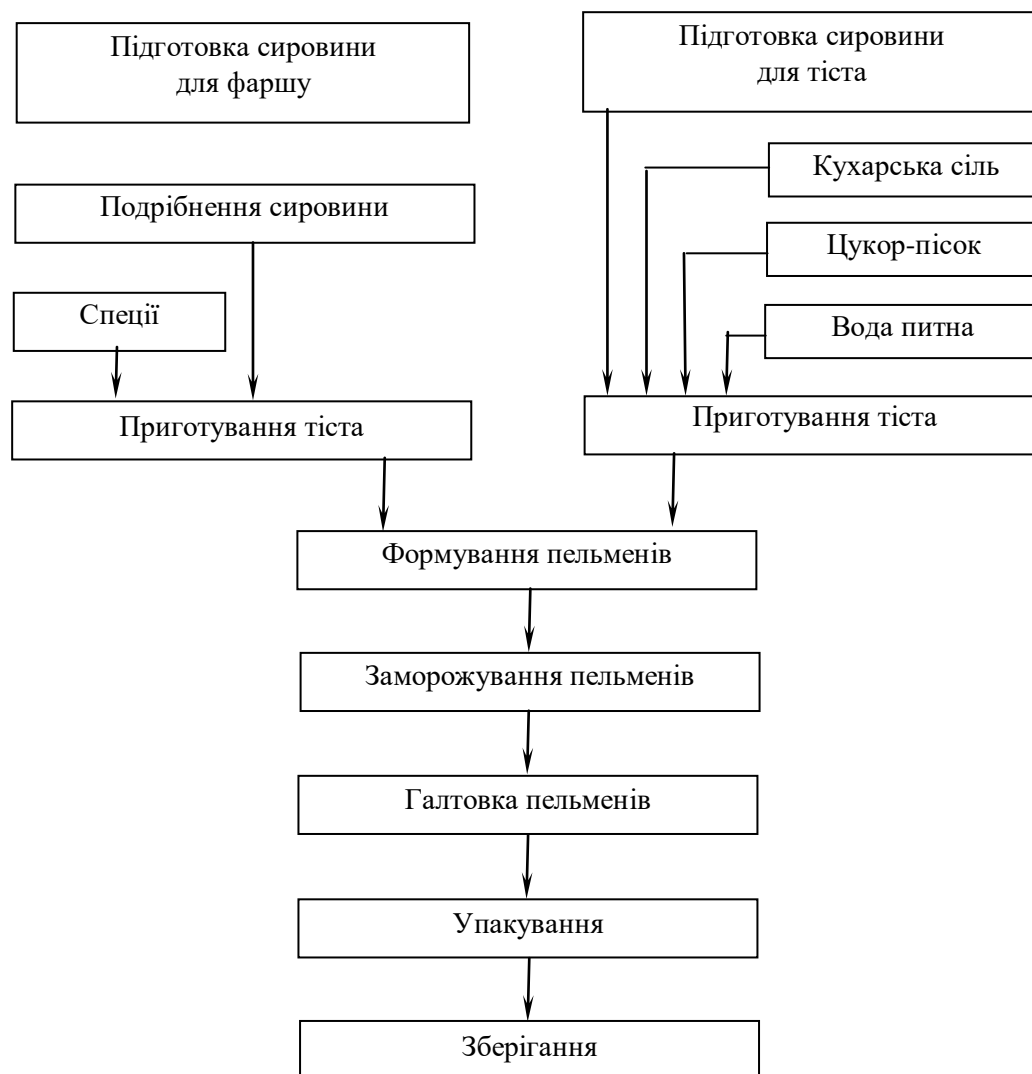 Підготовка сировини
для фаршу
Підготовка сировини
для тіста
Кухарська сіль
Подрібнення сировини
Цукор-пісок
Спеції
Вода питна
Приготування тіста
Приготування тіста
Формування пельменів
Заморожування пельменів
Галтовка пельменів
Упакування
Зберігання